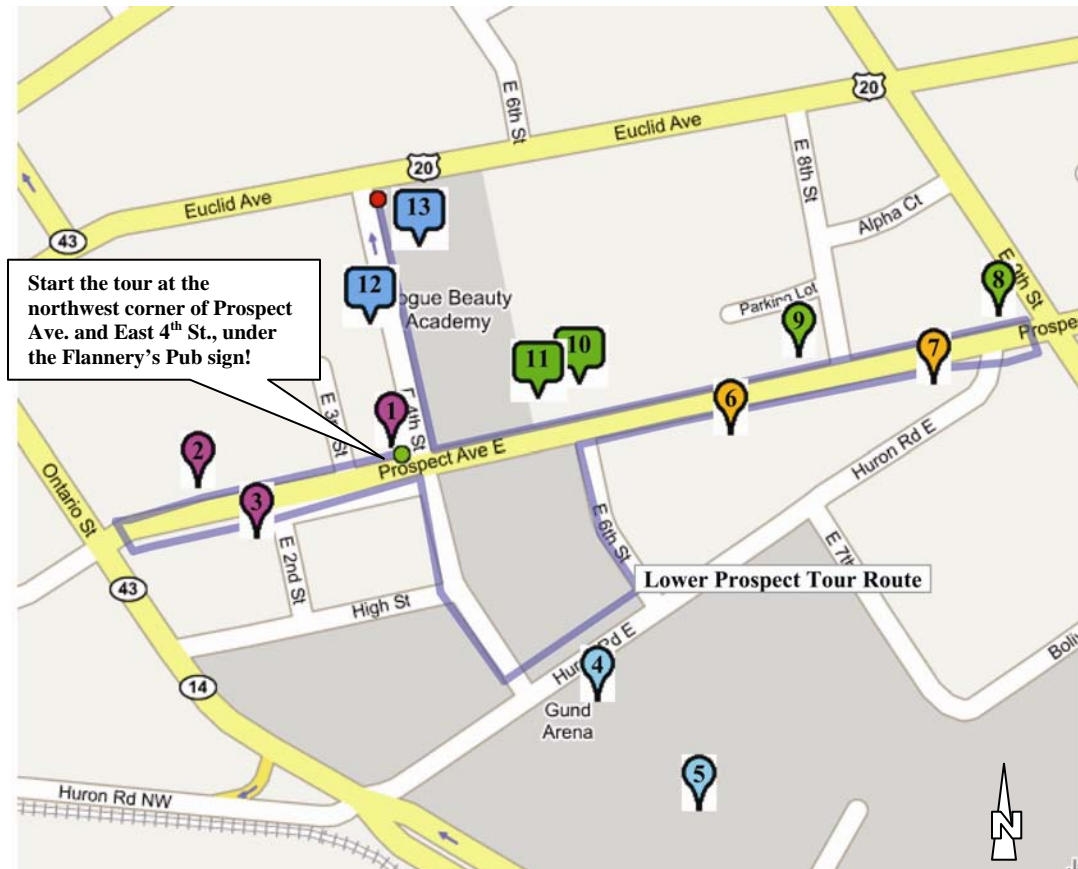 E 6th St
20
Euclid Ave
20
Euclid Ave
43
E 8th St
Alpha Ct
E 9th St
13
12
Start the tour at the
northwest corner of Prospect
Ave. and East 4th St., under
the Flannery's Pub sign!
ogue Beauty
Academy
Parking Lot
8
9
7
Prospe
10
11
6
1
E 4th St
E 3rd St
2
3
Prospect Ave E
Ontario St
Huron Rd E
E 2nd St
E 6th St
E 7th
43
High St
Lower Prospect Tour Route
Huron Rd E
4
Boliv
14
Gund
Arena
5
Huron Rd NW
N